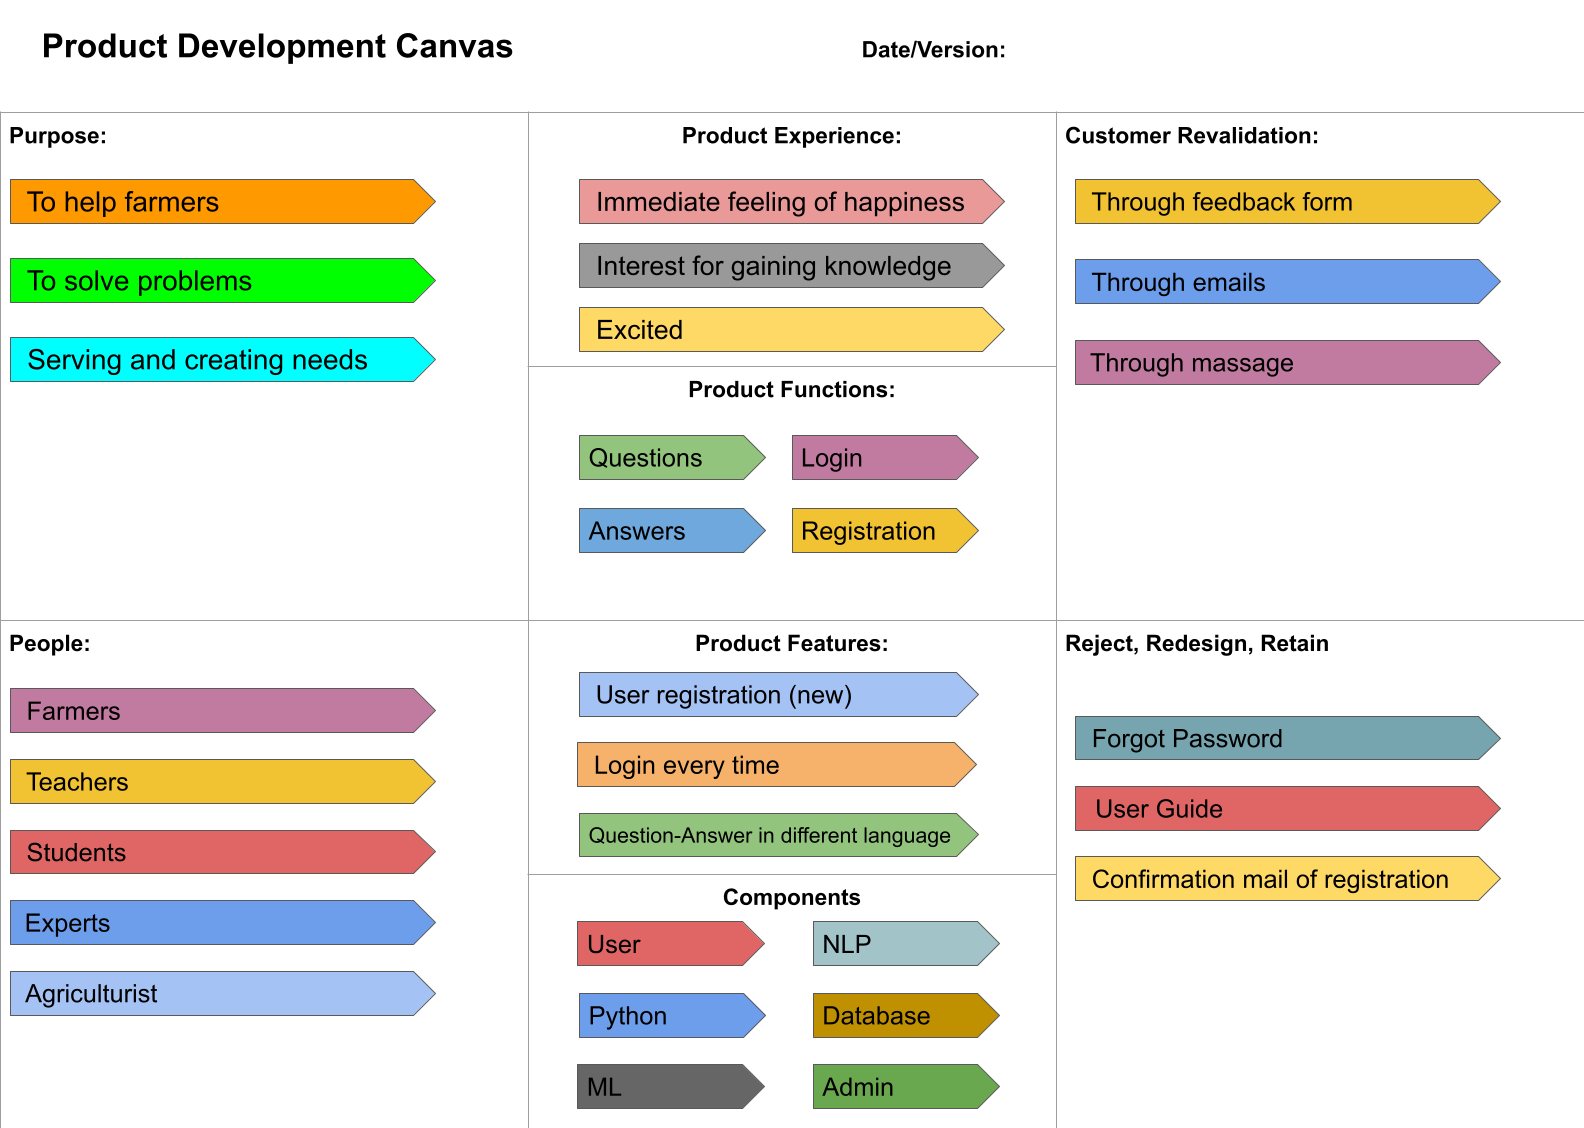 Product Development Canvas
Date/Version:
Purpose:
To help farmers
To solve problems
Serving and creating needs
Product Experience:
Immediate feeling of happiness
Interest for gaining knowledge
Excited
Product Functions:
Questions
Login
Answers
Registration
Customer Revalidation:
Through feedback form
Through emails
Through massage
People:
Farmers
Teachers
Students
Experts
Agriculturist
Product Features:
User registration (new)
Login every time
Question-Answer in different language
Components
User
NLP
Python
Database
ML
Admin
Reject, Redesign, Retain
Forgot Password
User Guide
Confirmation mail of registration